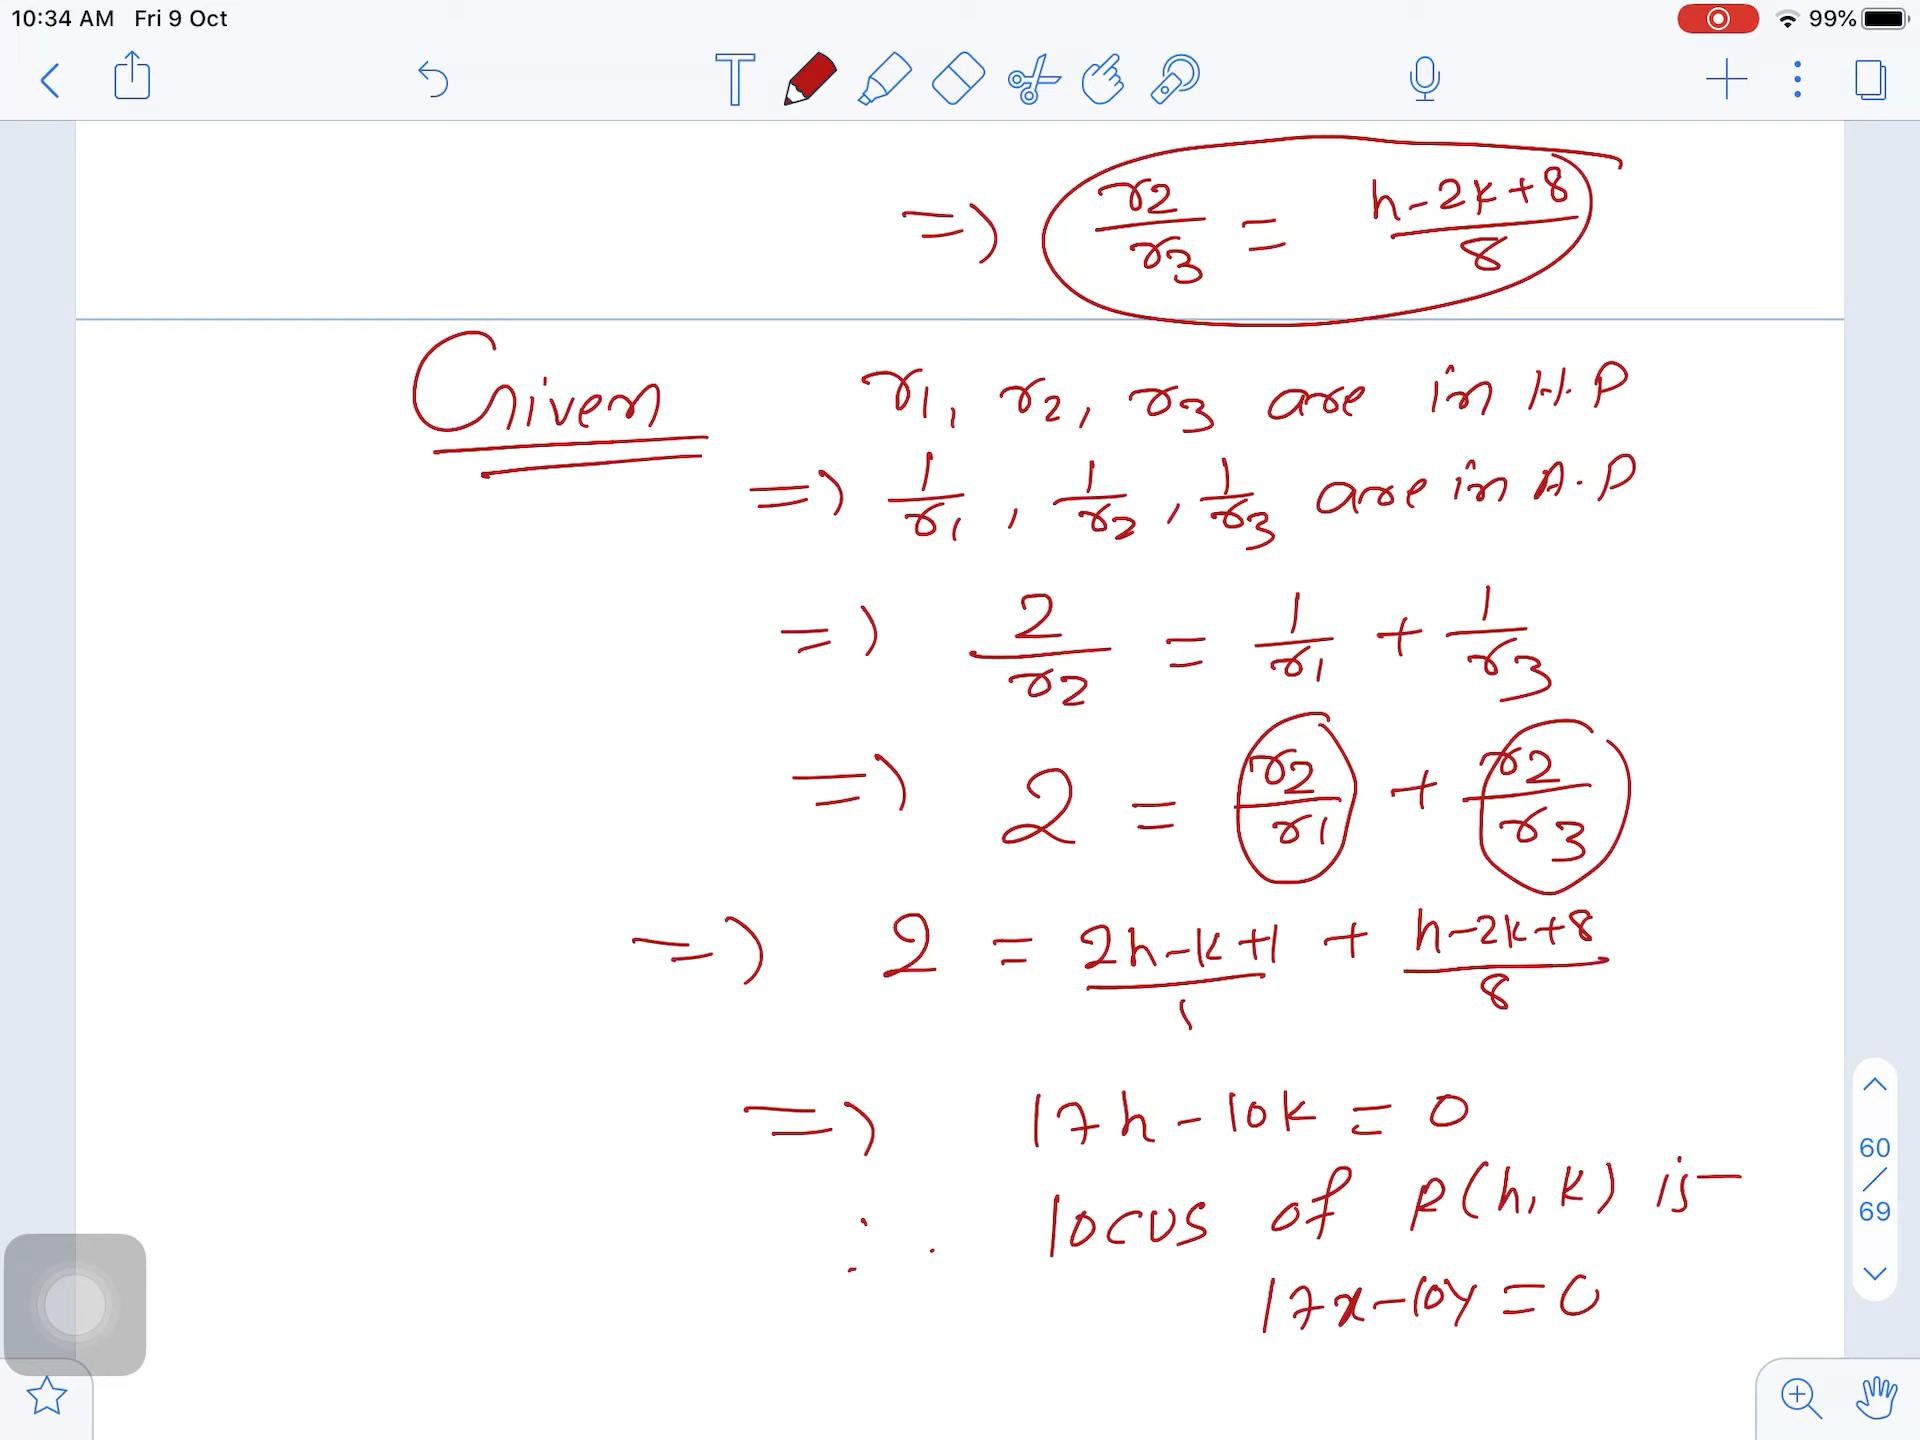 10:34 AM Fri 9 Oct 99%
T
=> r2/r3 = h-2k+8/8
Given r1, r2, r3 are in H.P
=> 1/r1, 1/r2, 1/r3 are in A.P
=> 2/r2 = 1/r1 + 1/r3
=> 2 = r2/r1 + r2/r3
=> 2 = 2h-k+1/1 + h-2k+8/8
=> 17h-10k = 0
∴ locus of P(h,k) is
17x-10y = 0
60
/
69